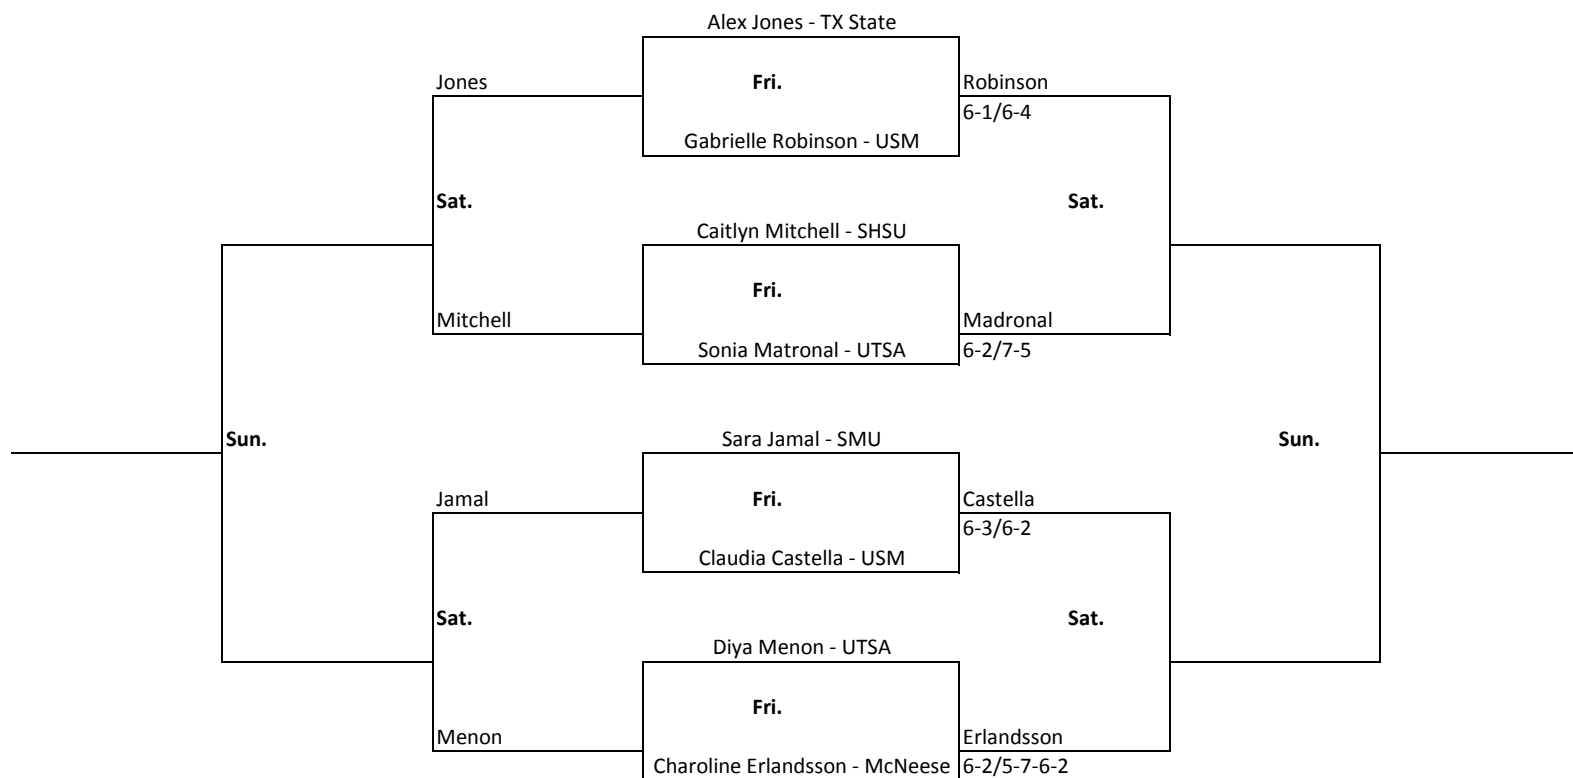 Alex Jones - TX State
Jones
Fri.
Robinson
6-1/6-4
Gabrielle Robinson - USM
Sat.
Sat.
Caitlyn Mitchell - SHSU
Fri.
Mitchell
Madronal
Sonia Matronal - UTSA
6-2/7-5
Sun.
Sara Jamal - SMU
Sun.
Jamal
Fri.
Castella
6-3/6-2
Claudia Castella - USM
Sat.
Sat.
Diya Menon - UTSA
Fri.
Menon
Erlandsson
Charoline Erlandsson - McNeese
6-2/5-7-6-2